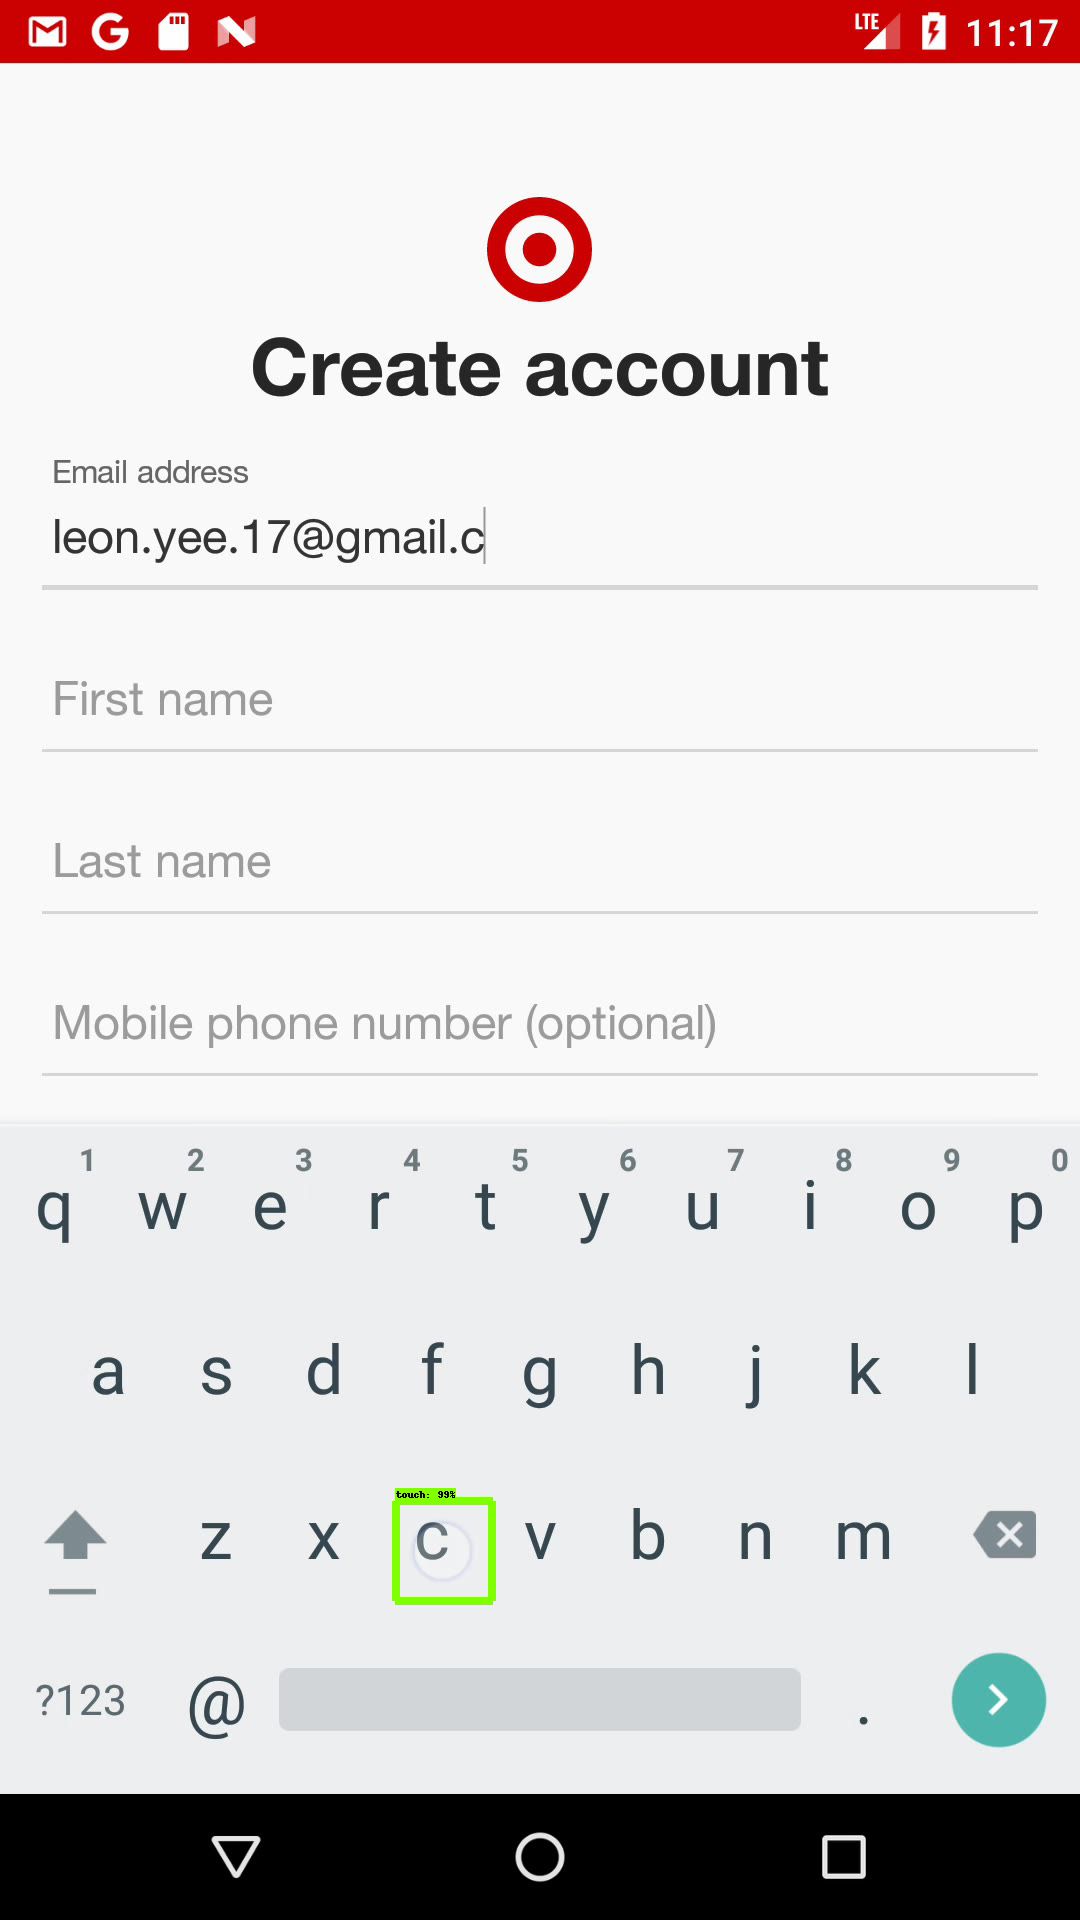 LTE 11:17
Create account
Email address
leon.yee.17@gmail.c
First name
Last name
Mobile phone number (optional)
1 2 3 4 5 6 7 8 9 0
q w e r t y u i o p
a s d f g h j k l
touch: 99%
z x c v b n m
?123 @ .